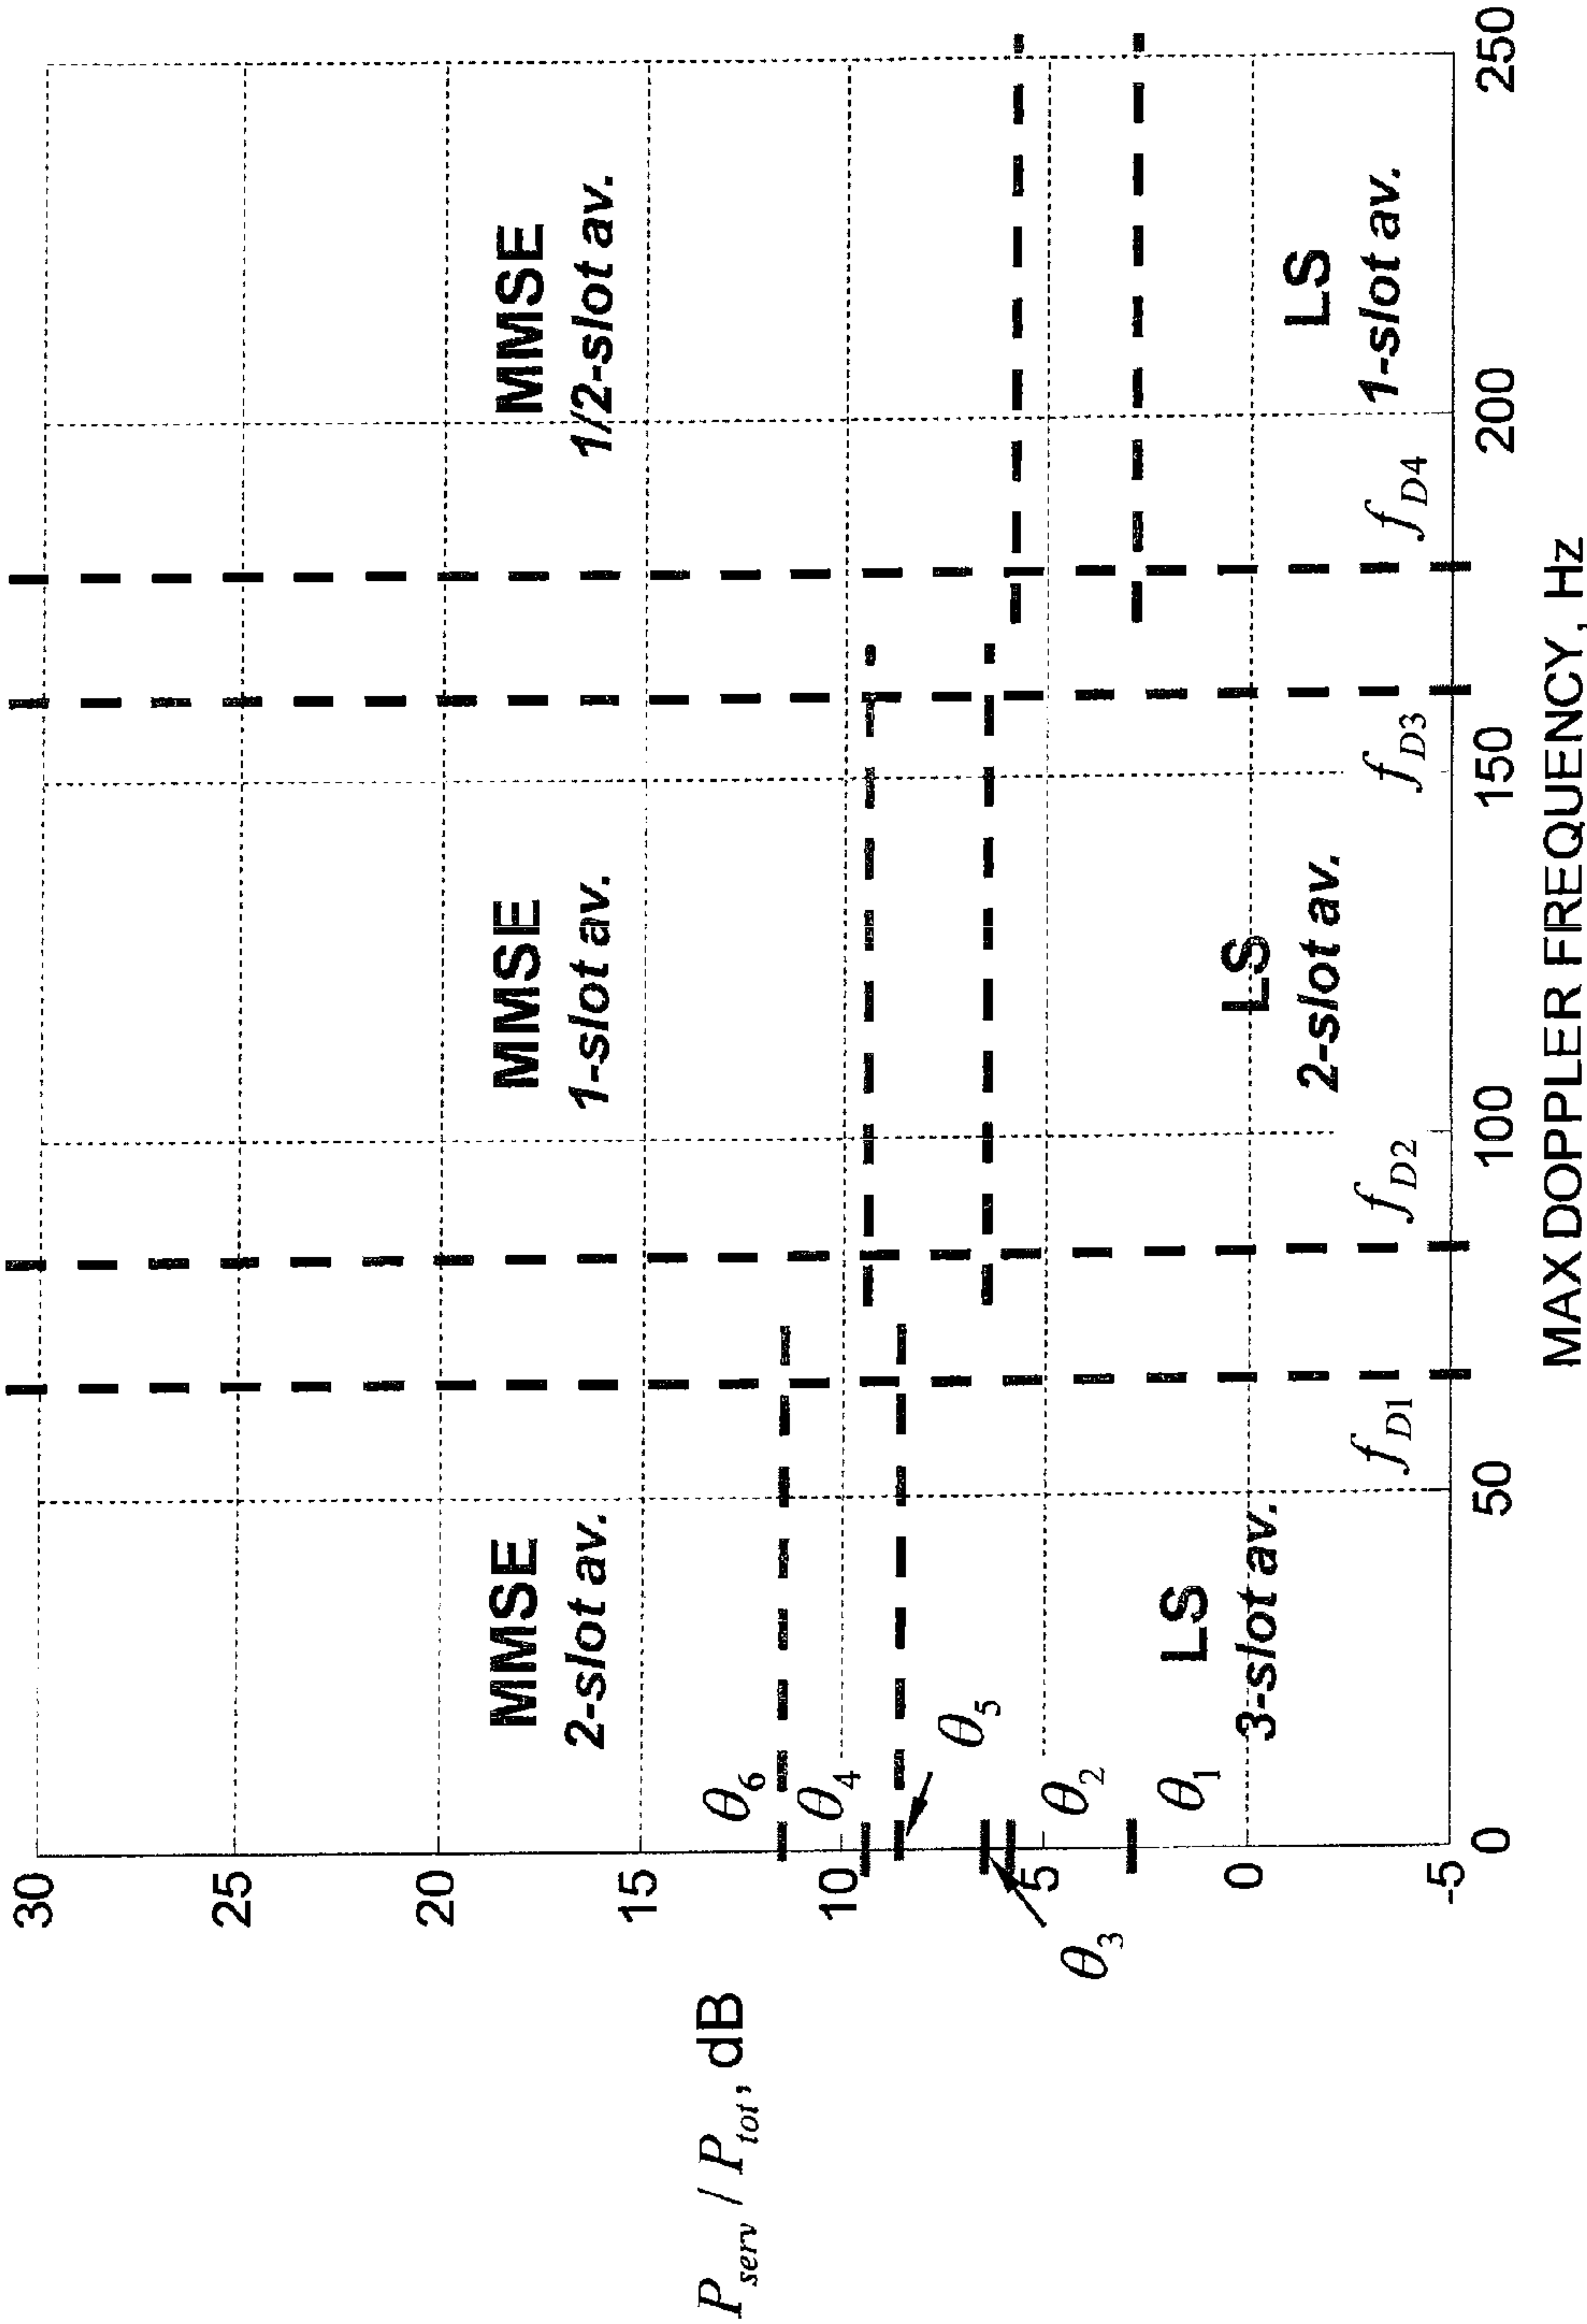 P_serv / P_tot, dB
30
25
20
15
10
5
0
-5
θ6
θ4
θ5
θ2
θ3
θ1
MMSE
2-slot av.
MMSE
1-slot av.
MMSE
1/2-slot av.
LS
3-slot av.
LS
2-slot av.
LS
1-slot av.
f_D1
f_D2
f_D3
f_D4
0
50
100
150
200
250
MAX DOPPLER FREQUENCY, Hz